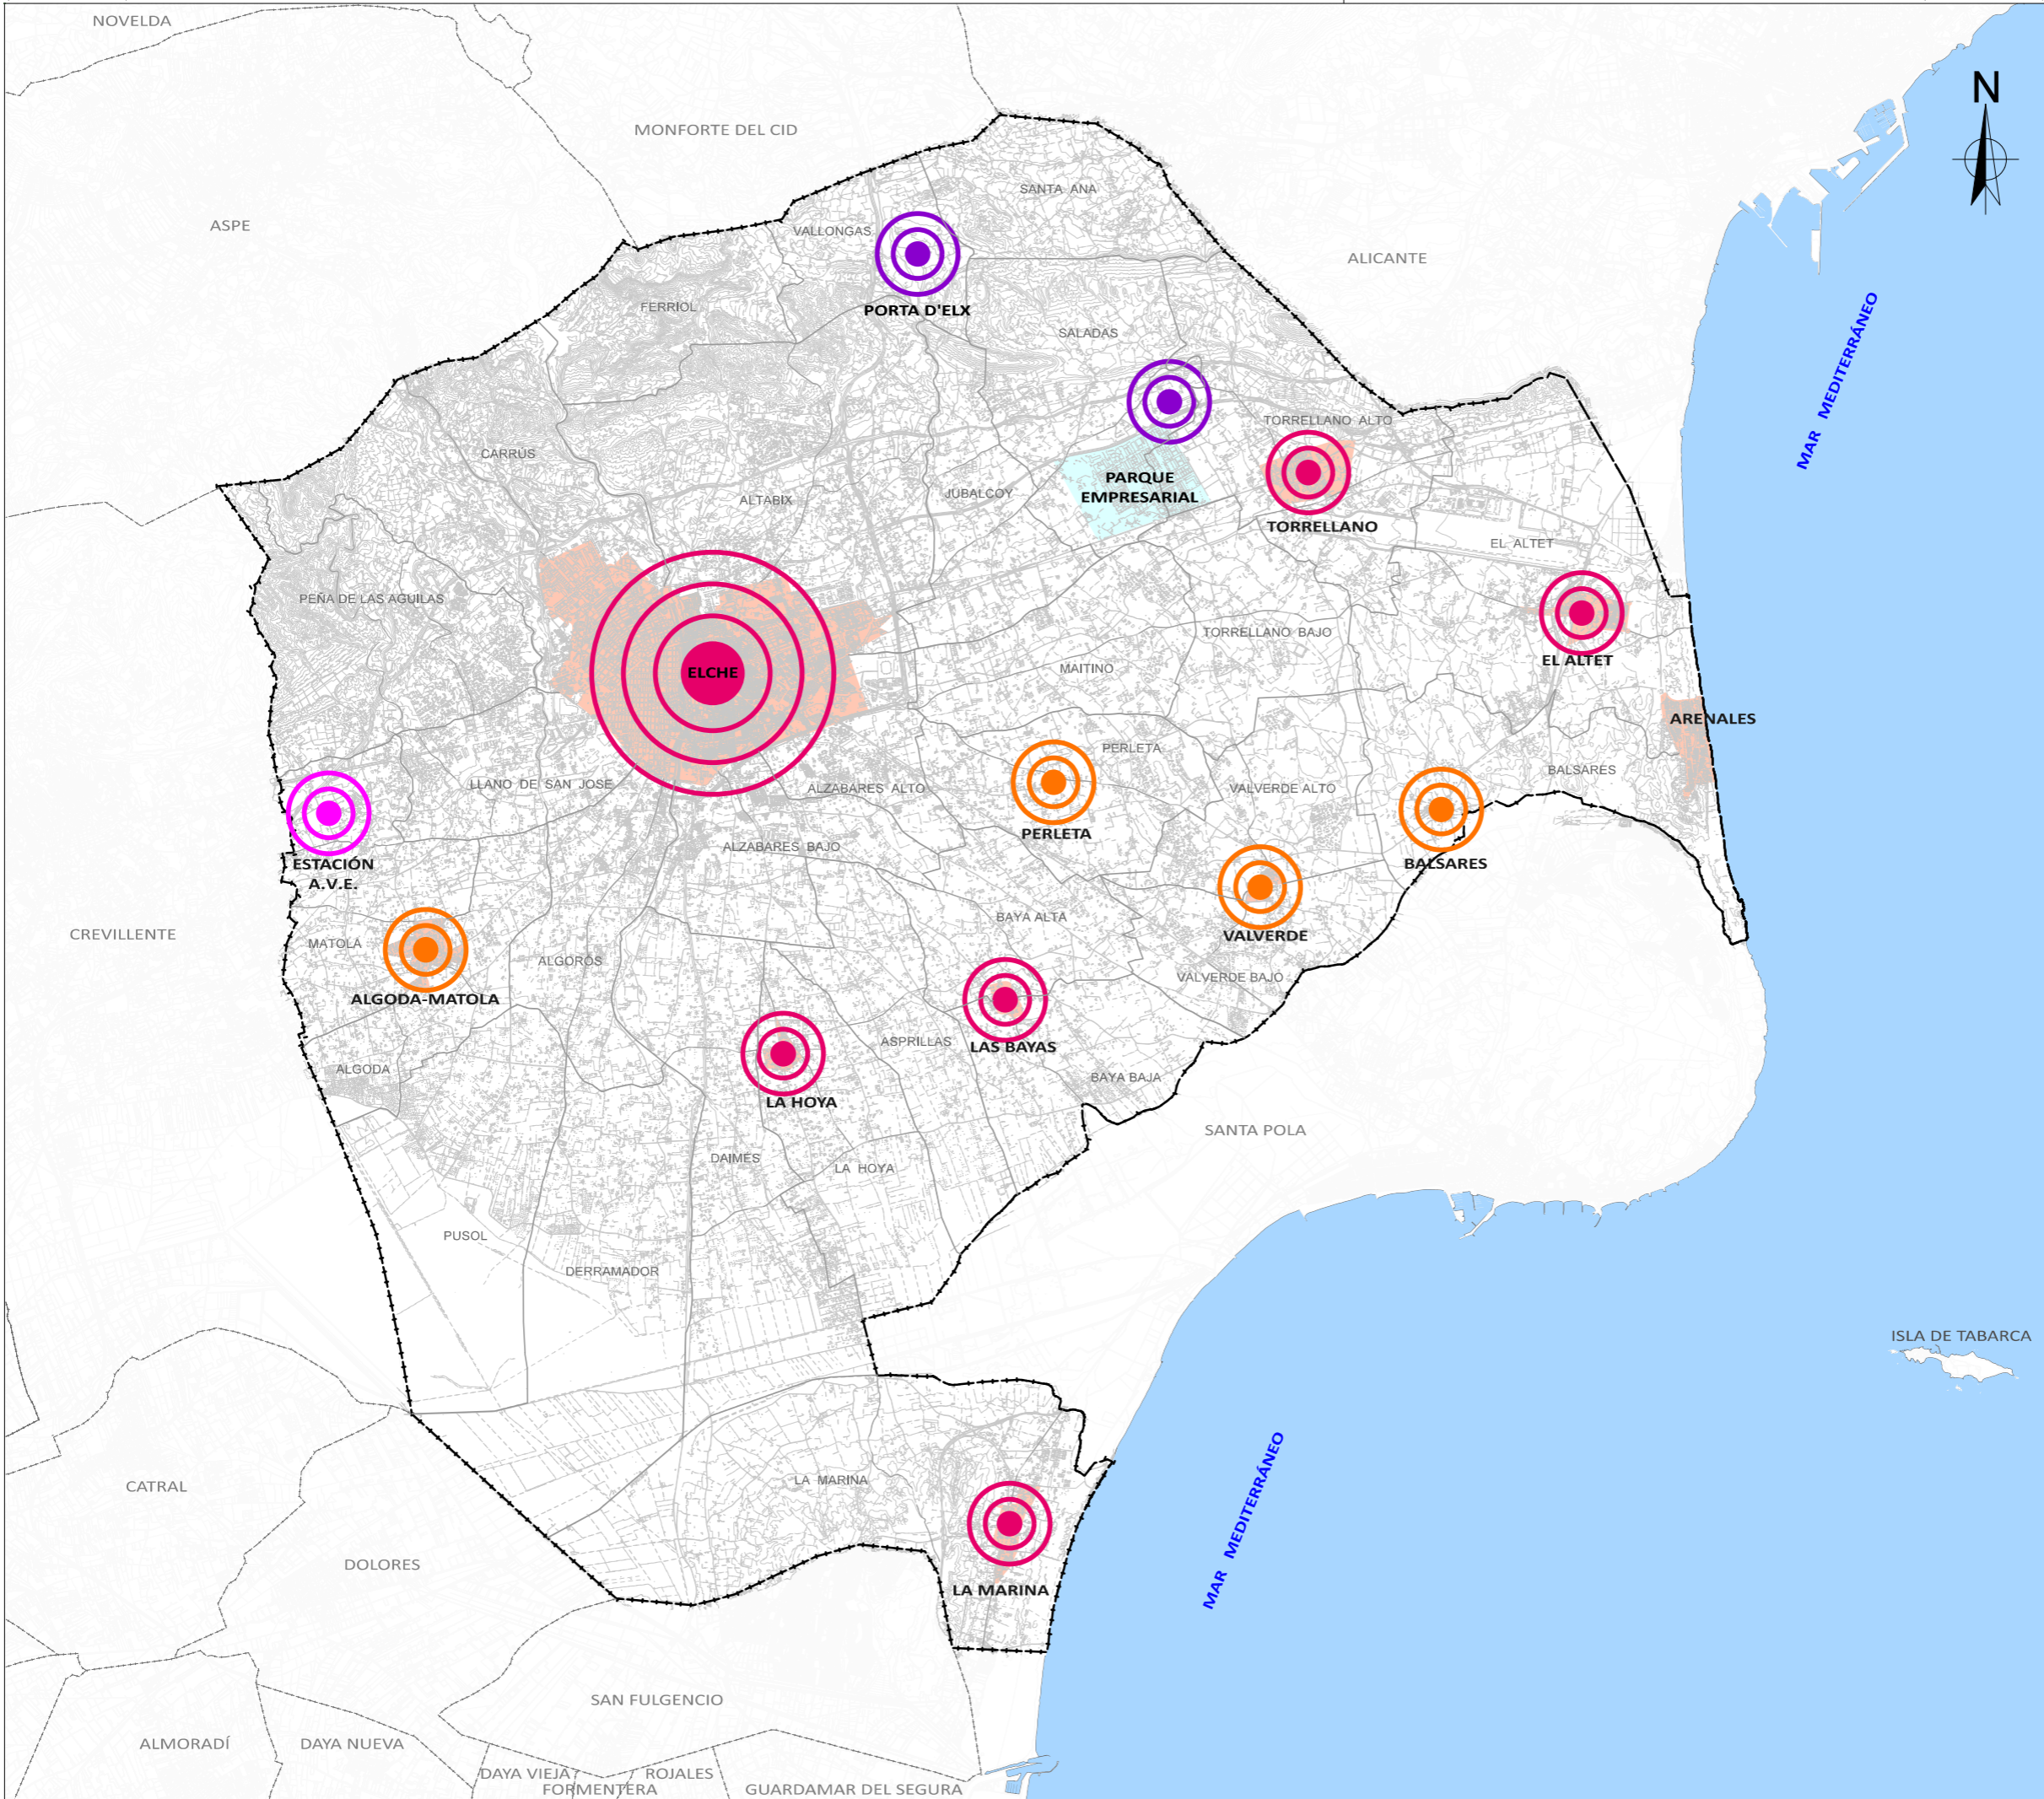 NOVELDA
N
MONFORTE DEL CID
SANTA ANA
ASPE
VALLONGAS
ALICANTE
FERRIOL
PORTA D'ELX
SALADAS
MAR MEDITERRÁNEO
TORRELLANO ALTO
CARRÚS
PARQUE
EMPRESARIAL
ALTABIX
JUBALCOY
TORRELLANO
EL ALTET
PEÑA DE LAS AGUILAS
TORRELLANO BAJO
EL ALTET
MAITINO
ELCHE
ARENALES
PERLETA
BALSARES
LLANO DE SAN JOSE
ALZABARES ALTO
VALVERDE ALTO
PERLETA
ALZABARES BAJO
ESTACIÓN
A.V.E.
BALSARES
BAYA ALTA
CREVILLENTE
VALVERDE
MATOLA
ALGOROS
VALVERDE BAJO
ALGODA-MATOLA
ASPRILLAS
LAS BAYAS
ALGODA
BAYA BAJA
LA HOYA
SANTA POLA
DAIMES
LA HOYA
PUSOL
DERRAMADOR
ISLA DE TABARCA
LA MARINA
CATRAL
MAR MEDITERRÁNEO
DOLORES
LA MARINA
SAN FULGENCIO
ALMORADÍ
DAYA NUEVA
DAYA VIEJA
ROJALES
FORMENTERA
GUARDAMAR DEL SEGURA